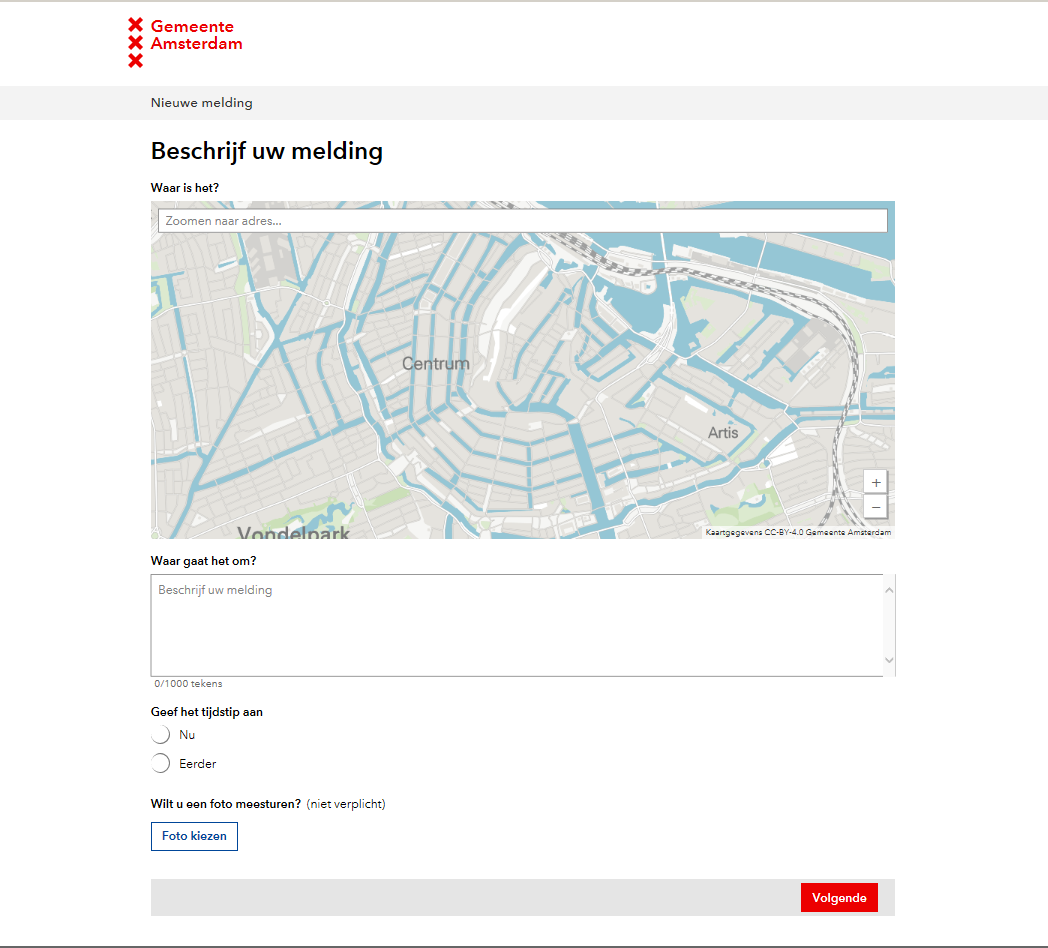 Gemeente
Amsterdam
Nieuwe melding
Beschrijf uw melding
Waar is het?
Zoomen naar adres...
Centrum
Artis
+
−
Vondelpark
Kaartgegevens CC-BY-4.0 Gemeente Amsterdam
Waar gaat het om?
Beschrijf uw melding
0/1000 tekens
Geef het tijdstip aan
Nu
Eerder
Wilt u een foto meesturen? (niet verplicht)
Foto kiezen
Volgende